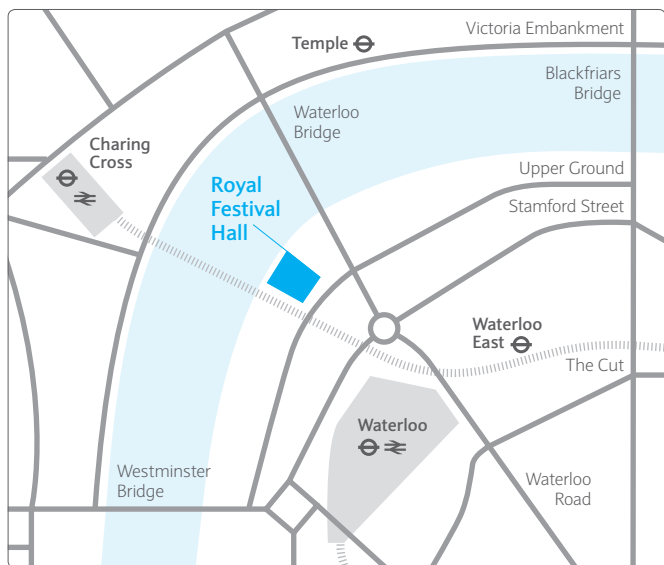 Victoria Embankment
Temple
Blackfriars
Bridge
Waterloo
Bridge
Charing
Cross
Upper Ground
Royal
Festival
Hall
Stamford Street
Waterloo
East
The Cut
Waterloo
Westminster
Bridge
Waterloo
Road